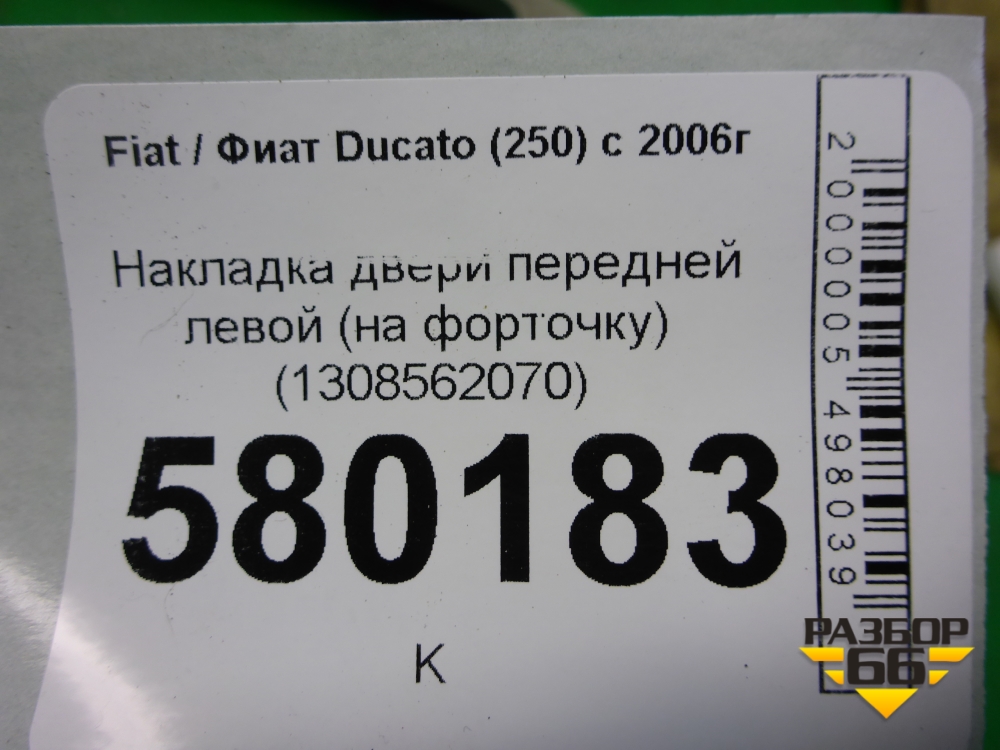 Fiat / Фиат Ducato (250) с 2006г
Накладка двери передней
левой (на форточку)
(1308562070)
580183
К
2000005498039
РАЗБОР
66